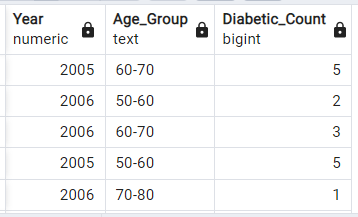 Year Age_Group Diabetic_Count
numeric text bigint
2005 60-70 5
2006 50-60 2
2006 60-70 3
2005 50-60 5
2006 70-80 1